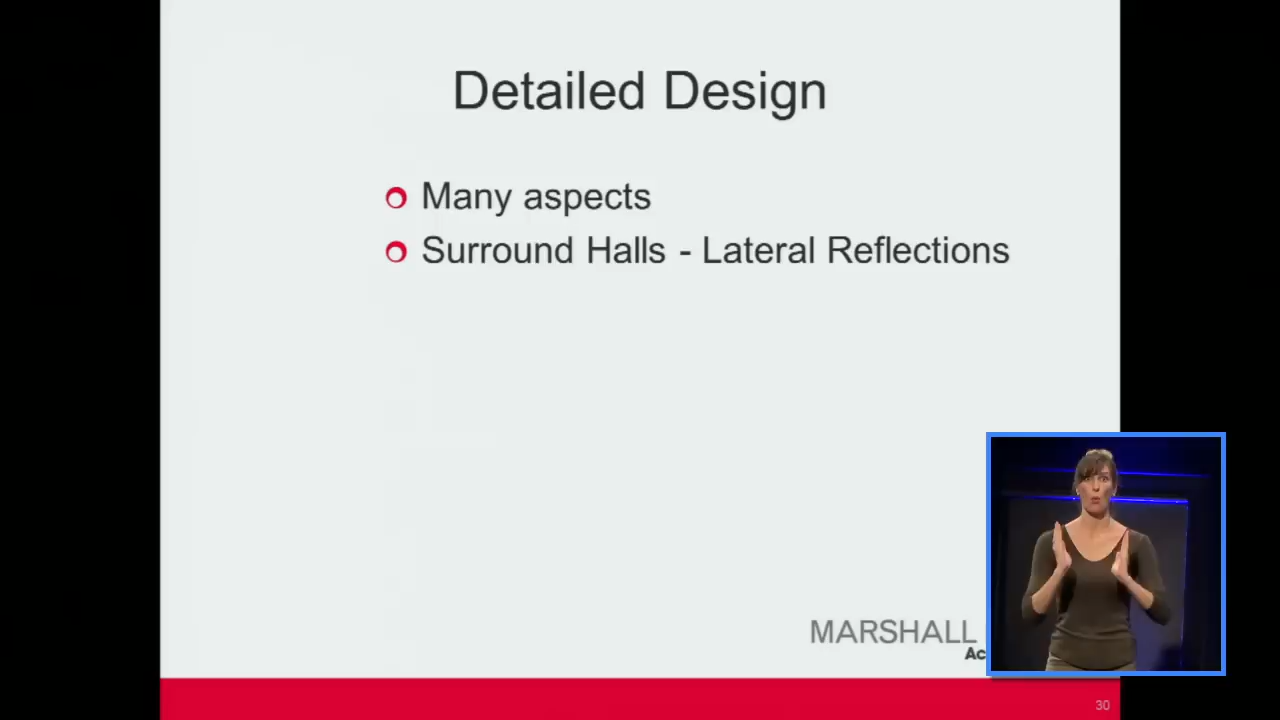 Detailed Design
Many aspects
Surround Halls - Lateral Reflections
MARSHALL
30